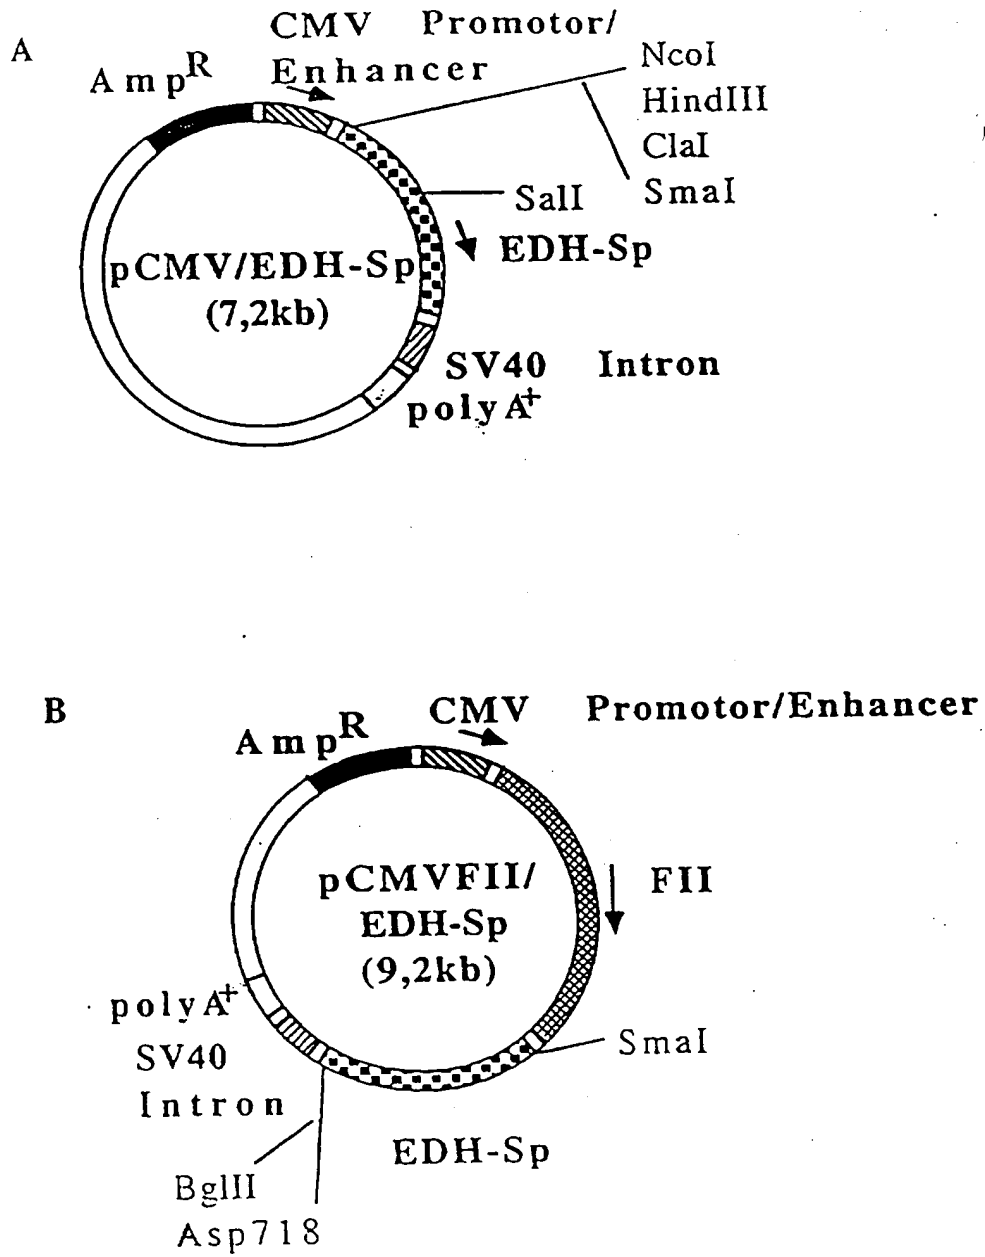 A
CMV Promotor/
Enhancer
AmpR
NcoI
HindIII
ClaI
SmaI
SalI
EDH-Sp
pCMV/EDH-Sp
(7,2kb)
SV40 Intron
polyA+
B
CMV Promotor/Enhancer
AmpR
pCMVFII/
EDH-Sp
(9,2kb)
FII
polyA+
SV40
Intron
SmaI
EDH-Sp
BglII
Asp718